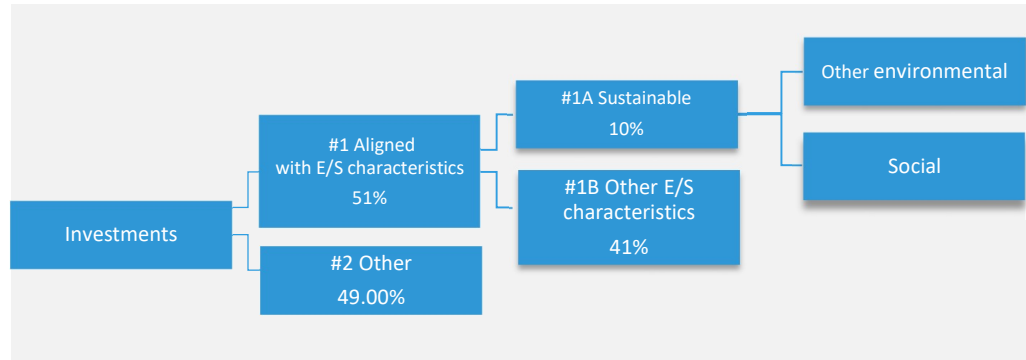 Investments
#1 Aligned
with E/S characteristics
51%
#2 Other
49.00%
#1A Sustainable
10%
#1B Other E/S
characteristics
41%
Other environmental
Social